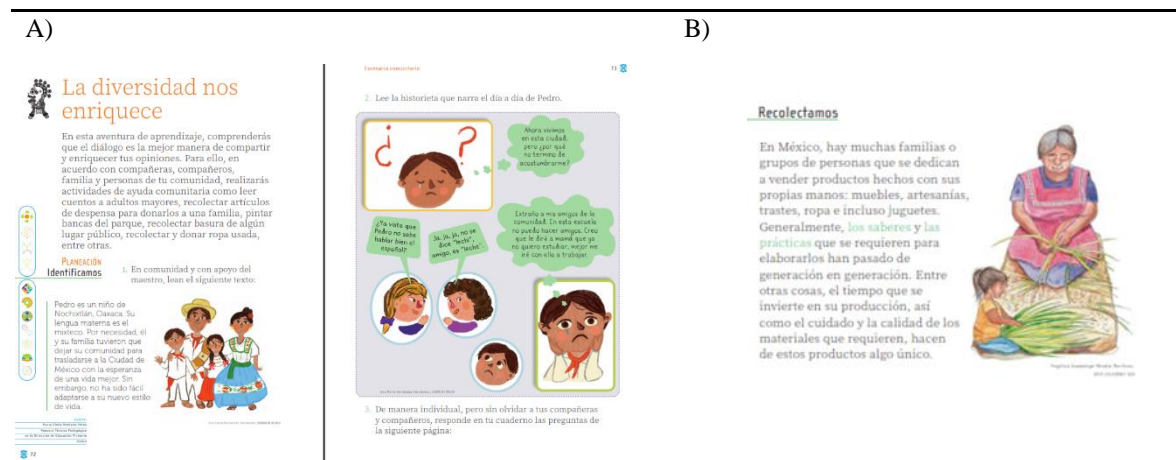 A)
La diversidad nos
enriquece
En esta aventura de aprendizaje, comprenderás
que el diálogo es la mejor manera de compartir
y enriquecer tus opiniones. Para ello, en
acuerdo con compañeras, compañeros,
familia y personas de tu comunidad, realizarás
actividades de ayuda comunitaria como leer
cuentos a adultos mayores, recolectar artículos
de despensa para donarlos a una familia, pintar
bancas del parque, recolectar basura de algún
lugar público, recolectar y donar ropa usada,
entre otras.
PLANEACIÓN
Identificamos
1. En comunidad y con apoyo del
maestro, lean el siguiente texto:
Pedro es un niño de
Nochixtlán, Oaxaca. Su
lengua materna es el
mixteco. Por necesidad, él
y su familia tuvieron que
dejar su comunidad para
trasladarse a la Ciudad de
México con la esperanza
de una vida mejor. Sin
embargo, no ha sido fácil
adaptarse a su nuevo estilo
de vida.
72
Escenario comunitario
73
2. Lee la historieta que narra el día a día de Pedro.
¿ ?
Ahora vivimos
en esta ciudad,
pero ¿por qué
no termino de
acostumbrarme?
¿Ya viste que
Pedro no sabe
hablar bien el
español?
Ja, ja, ja, no se
dice "lechi",
amigo, es "leche".
Extraño a mis amigos de la
comunidad. En esta escuela
no puedo hacer amigos. Creo
que le diré a mamá que ya
no quiero estudiar, mejor me
iré con ella a trabajar.
3. De manera individual, pero sin olvidar a tus compañeras
y compañeros, responde en tu cuaderno las preguntas de
la siguiente página:
B)
Recolectamos
En México, hay muchas familias o
grupos de personas que se dedican
a vender productos hechos con sus
propias manos: muebles, artesanías,
trastes, ropa e incluso juguetes.
Generalmente, los saberes y las
prácticas que se requieren para
elaborarlos han pasado de
generación en generación. Entre
otras cosas, el tiempo que se
invierte en su producción, así
como el cuidado y la calidad de los
materiales que requieren, hacen
de estos productos algo único.